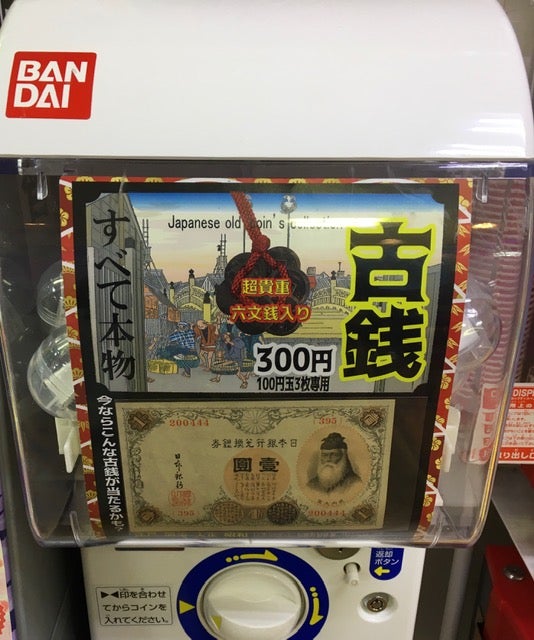 BAN
DAI
Japanese old coin's collection
古銭
すべて本物
超貴重
六文銭入り
300円
100円玉3枚専用
今ならこんな古銭が当たるかも
200444
{395}
券換兌行銀本日
圓壹
{395}
200444
返却
ボタン
▶◀印を合わせ
てからコインを
入れてください。